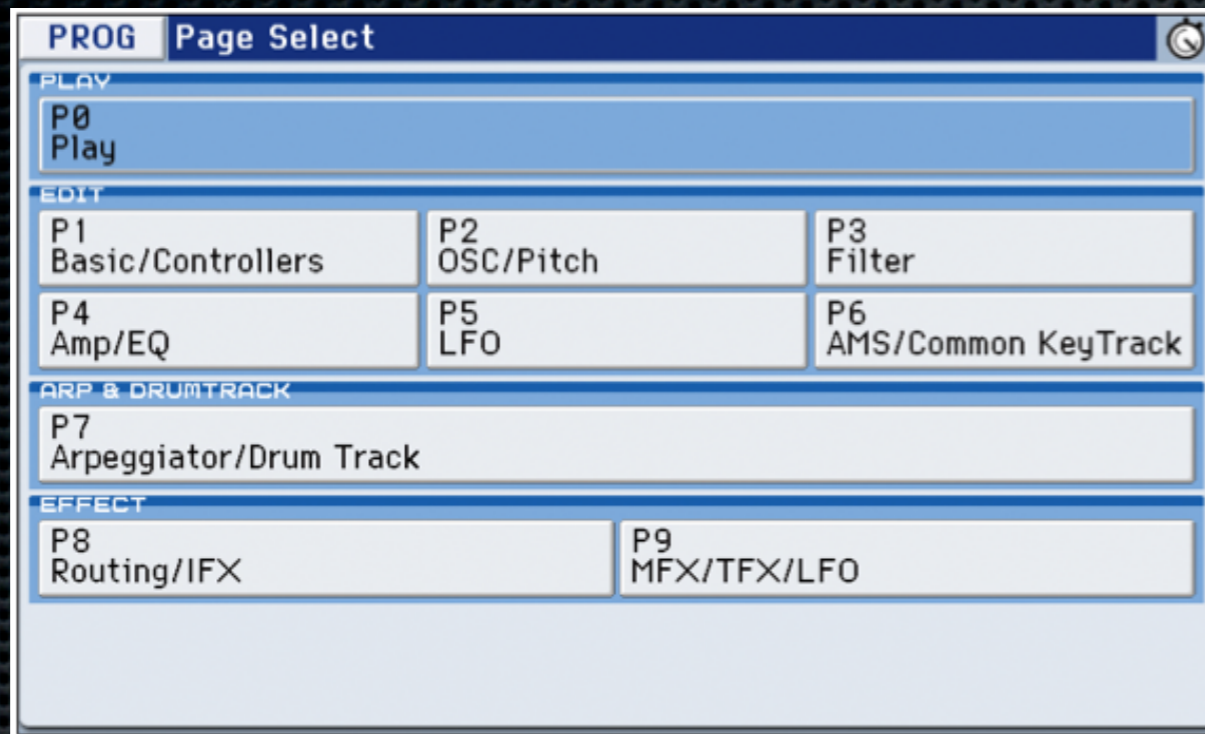 PROG Page Select
PLAY
P0
Play
EDIT
P1
Basic/Controllers
P2
OSC/Pitch
P3
Filter
P4
Amp/EQ
P5
LFO
P6
AMS/Common KeyTrack
ARP & DRUMTRACK
P7
Arpeggiator/Drum Track
EFFECT
P8
Routing/IFX
P9
MFX/TFX/LFO